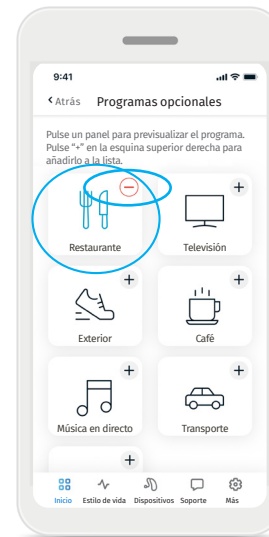 9:41
Atrás Programas opcionales
Pulse un panel para previsualizar el programa.
Pulse “+” en la esquina superior derecha para
añadirlo a la lista.
Restaurante Televisión
Exterior Café
Música en directo Transporte
Inicio Estilo de vida Dispositivos Soporte Más